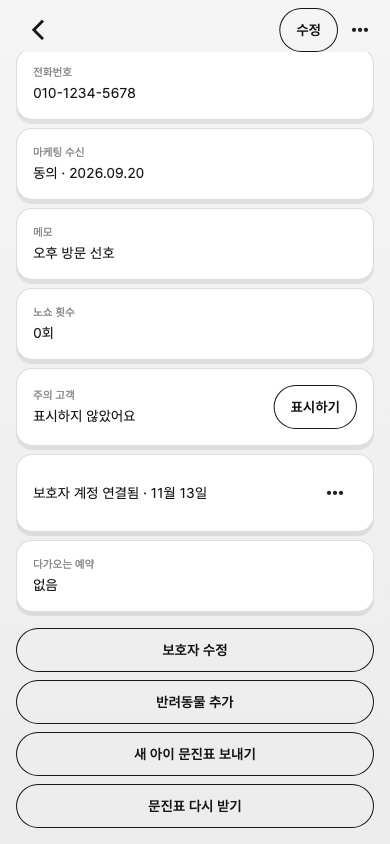 수정
전화번호
010-1234-5678
마케팅 수신
동의 · 2026.09.20
메모
오후 방문 선호
노쇼 횟수
0회
주의 고객
표시하지 않았어요
표시하기
보호자 계정 연결됨 · 11월 13일
다가오는 예약
없음
보호자 수정
반려동물 추가
새 아이 문진표 보내기
문진표 다시 받기